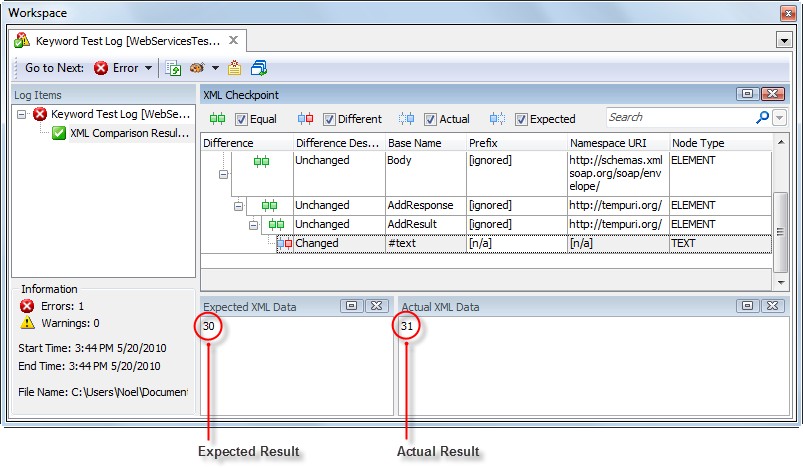 Workspace
Keyword Test Log [WebServicesTes...
Go to Next: Error
Log Items
Keyword Test Log [WebSe...
XML Comparison Resul...
XML Checkpoint
Equal Different Actual Expected Search
Difference Difference Des... Base Name Prefix Namespace URI Node Type
Unchanged Body [ignored] http://schemas.xml ELEMENT
soap.org/soap/env
elope/
Unchanged AddResponse [ignored] http://tempuri.org/ ELEMENT
Unchanged AddResult [ignored] http://tempuri.org/ ELEMENT
Changed #text [n/a] [n/a] TEXT
Information
Errors: 1
Warnings: 0
Start Time: 3:44 PM 5/20/2010
End Time: 3:44 PM 5/20/2010
File Name: C:\Users\Noel\Document
Expected XML Data
30
Actual XML Data
31
Expected Result
Actual Result